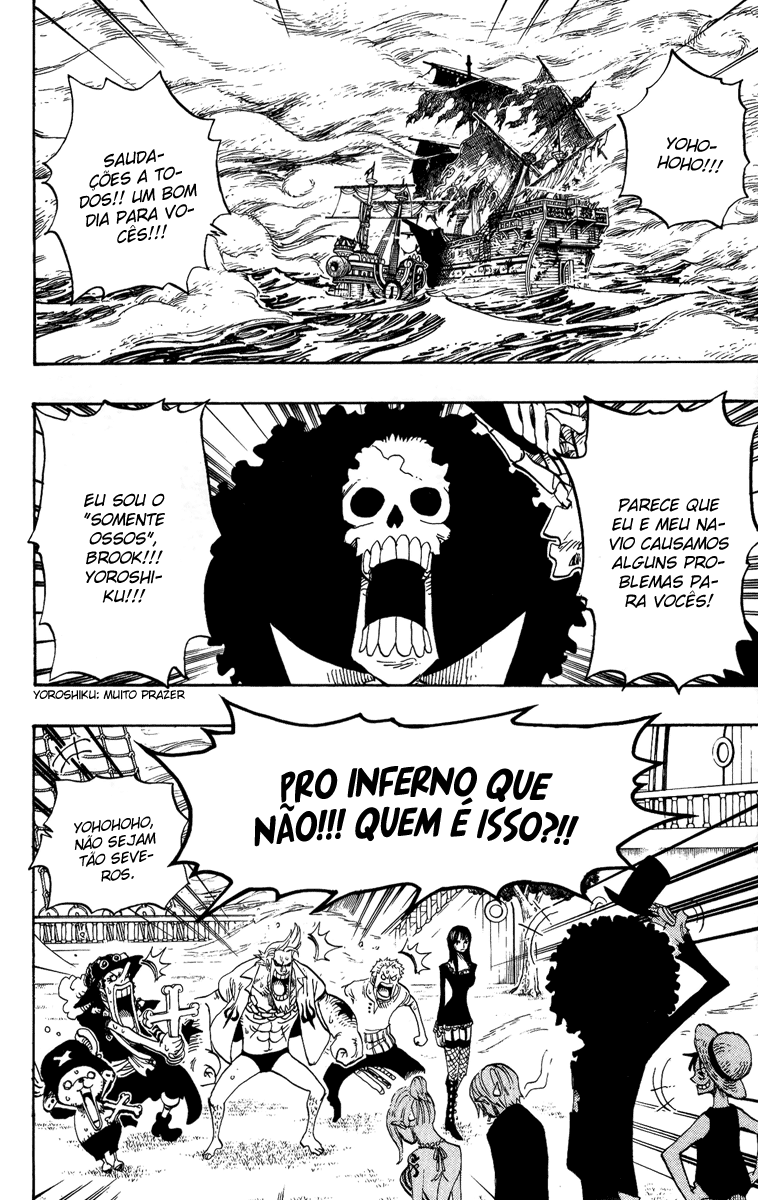 YOHO-
HOHO!!!
SAUDA-
ÇÕES A TO-
DOS!! UM BOM
DIA PARA VO-
CÊS!!!
PARECE QUE
EU E MEU NA-
VIO CAUSAMOS
ALGUNS PRO-
BLEMAS PA-
RA VOCÊS!
EU SOU O
"SOMENTE
OSSOS",
BROOK!!!
YOROSHI-
KU!!!
YOROSHIKU: MUITO PRAZER
PRO INFERNO QUE
NÃO!!! QUEM É ISSO?!!
YOHOHOHO,
NÃO SEJAM
TÃO SEVE-
ROS.